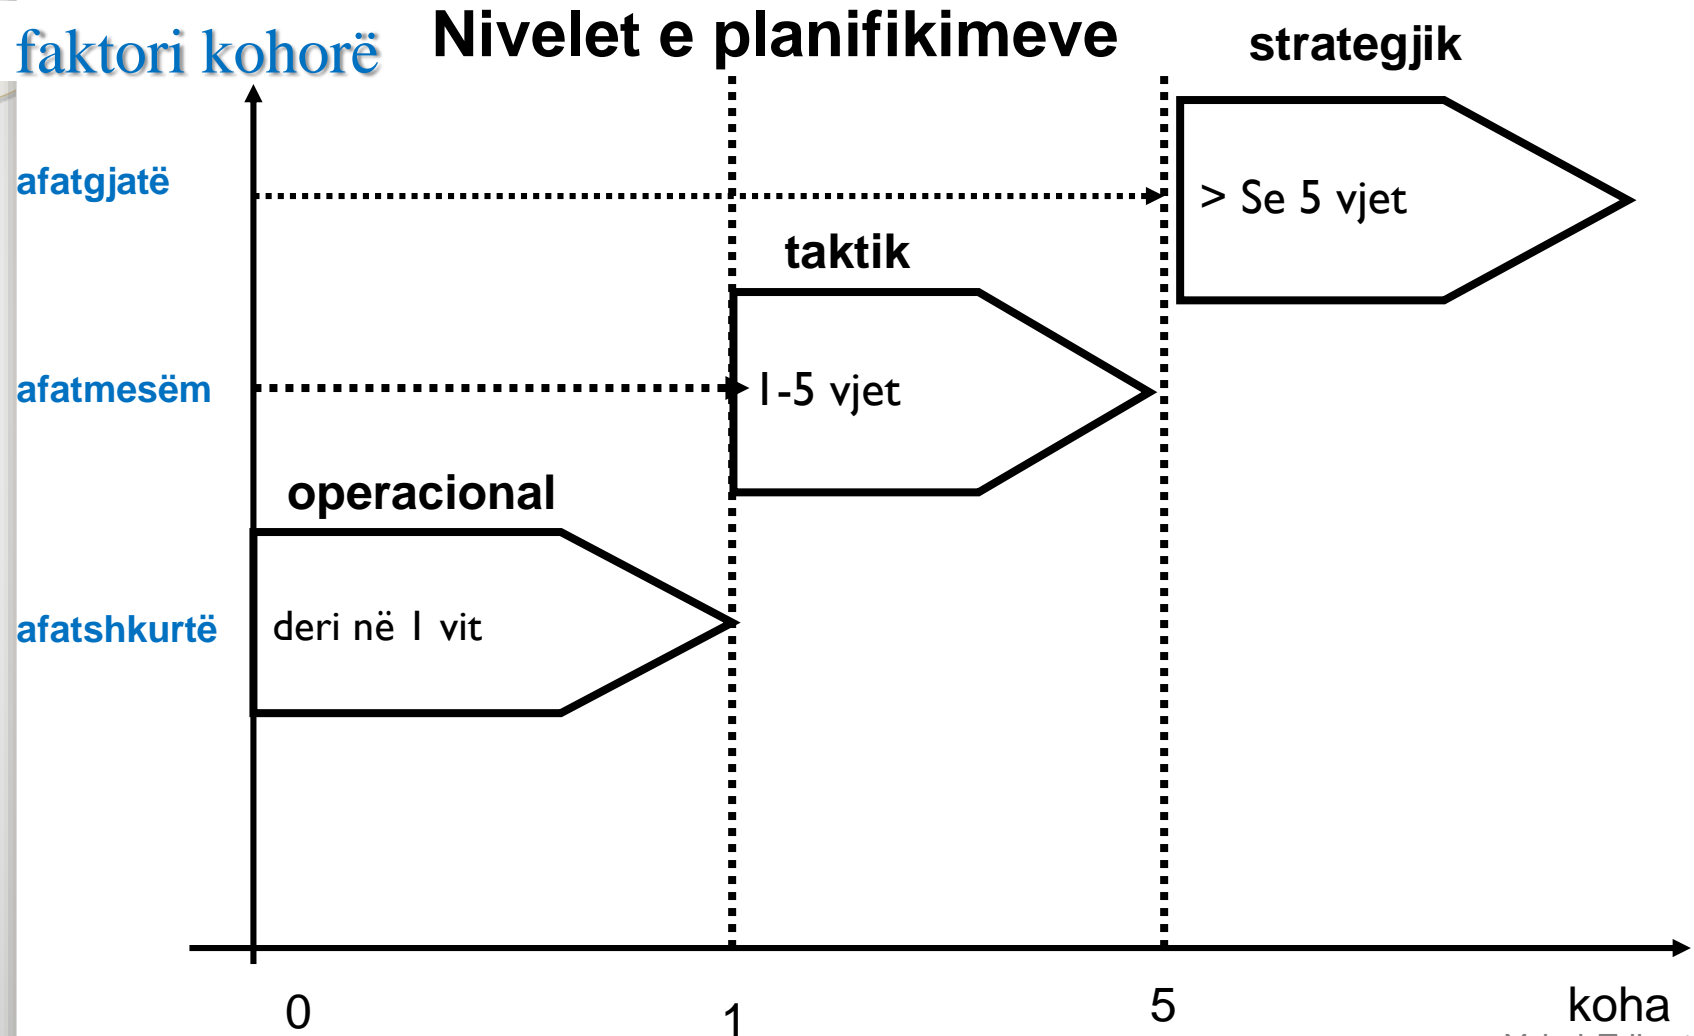 Nivelet e planifikimeve
faktori kohorë
strategjik
afatgjatë
> Se 5 vjet
taktik
afatmesëm
1-5 vjet
operacional
afatshkurtë
deri në 1 vit
0
1
5
koha